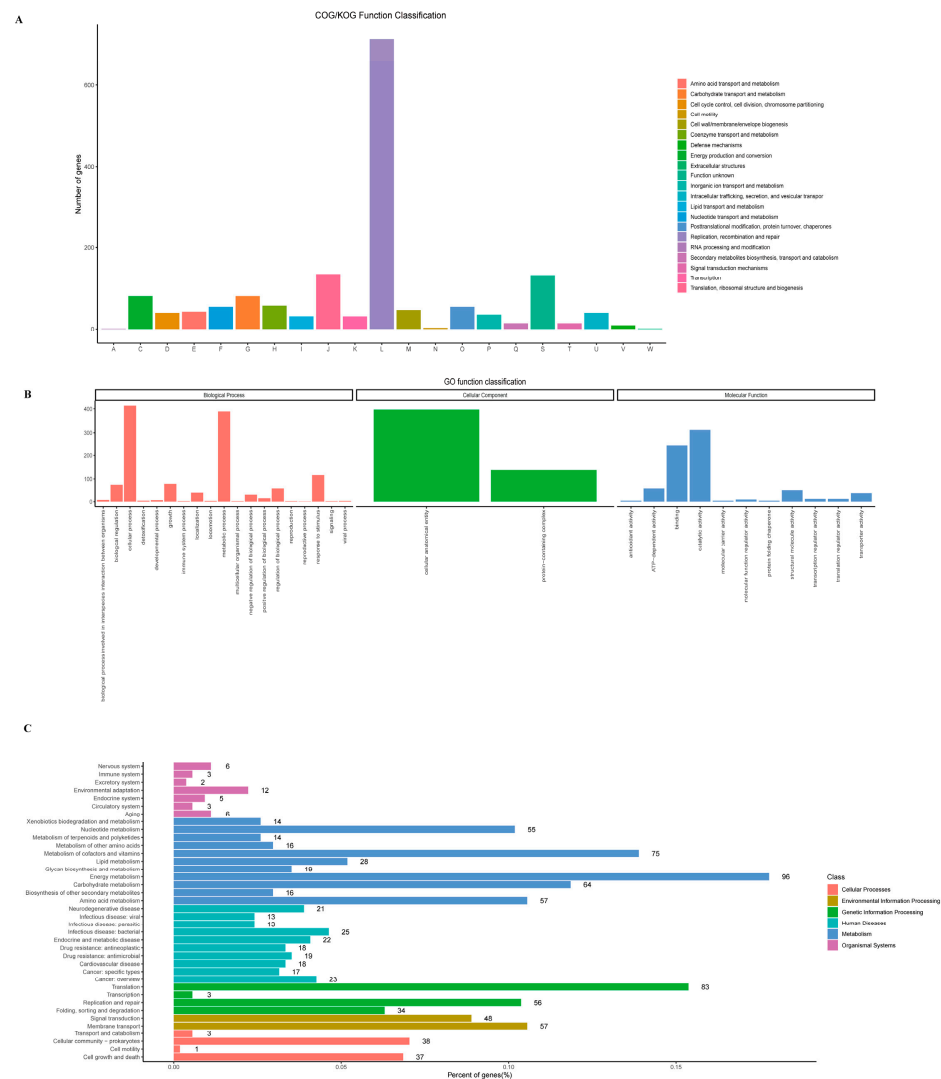 A
COG/KOG Function Classification
Number of genes
600
400
200
0
A C D E F G H I J K L M N O P Q S T U V W
Amino acid transport and metabolism
Carbohydrate transport and metabolism
Cell cycle control, cell division, chromosome partitioning
Cell motility
Cell wall/membrane/envelope biogenesis
Coenzyme transport and metabolism
Defense mechanisms
Energy production and conversion
Extracellular structures
Function unknown
Inorganic ion transport and metabolism
Intracellular trafficking, secretion, and vesicular transpor
Lipid transport and metabolism
Nucleotide transport and metabolism
Posttranslational modification, protein turnover, chaperones
Replication, recombination and repair
RNA processing and modification
Secondary metabolites biosynthesis, transport and catabolism
Signal transduction mechanisms
Transcription
Translation, ribosomal structure and biogenesis
B
GO function classification
Biological Process
Cellular Component
Molecular Function
400
300
200
100
0
biological process involved in interspecies interaction between organisms
biological regulation
cellular process
detoxification
developmental process
growth
immune system process
localization
locomotion
metabolic process
multicellular organismal process
negative regulation of biological process
positive regulation of biological process
regulation of biological process
reproduction
reproductive process
response to stimulus
signaling
viral process
cellular anatomical entity
protein-containing complex
antioxidant activity
ATP-dependent activity
binding
catalytic activity
molecular carrier activity
molecular function regulator activity
protein folding chaperone
structural molecule activity
transcription regulator activity
translation regulator activity
transporter activity
C
Nervous system 6
Immune system 3
Excretory system 2
Environmental adaptation 12
Endocrine system 5
Circulatory system 3
Aging 6
Xenobiotics biodegradation and metabolism 14
Nucleotide metabolism 55
Metabolism of terpenoids and polyketides 14
Metabolism of other amino acids 16
Metabolism of cofactors and vitamins 75
Lipid metabolism 28
Glycan biosynthesis and metabolism 19
Energy metabolism 96
Carbohydrate metabolism 64
Biosynthesis of other secondary metabolites 16
Amino acid metabolism 57
Neurodegenerative disease 21
Infectious disease: viral 13
Infectious disease: parasitic 13
Infectious disease: bacterial 25
Endocrine and metabolic disease 22
Drug resistance: antineoplastic 18
Drug resistance: antimicrobial 19
Cardiovascular disease 18
Cancer: specific types 17
Cancer: overview 23
Translation 83
Transcription 3
Replication and repair 56
Folding, sorting and degradation 34
Signal transduction 48
Membrane transport 57
Transport and catabolism 3
Cellular community - prokaryotes 38
Cell motility 1
Cell growth and death 37
0.00 0.05 0.10 0.15
Percent of genes(%)
Class
Cellular Processes
Environmental Information Processing
Genetic Information Processing
Human Diseases
Metabolism
Organismal Systems